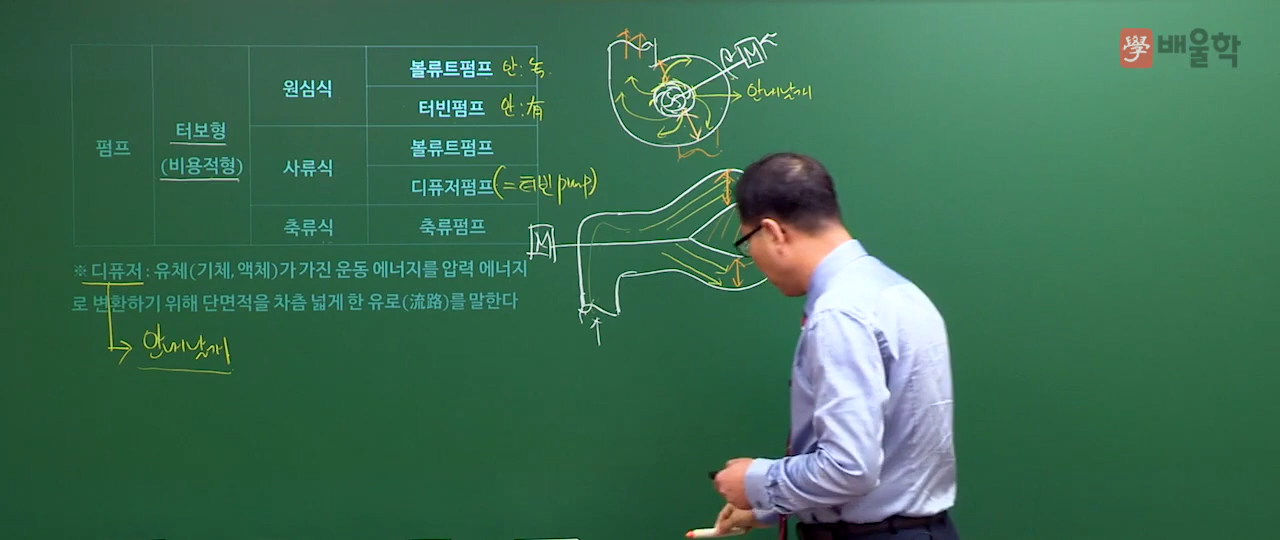 學 배울학
펌프
터보형
(비용적형)
원심식
볼류트펌프 안:
터빈펌프 안:有
사류식
볼류트펌프
디퓨저펌프 (=터빈 pump)
축류식
축류펌프
※ 디퓨저 : 유체(기체, 액체)가 가진 운동 에너지를 압력 에너지
로 변환하기 위해 단면적을 차츰 넓게 한 유로(流路)를 말한다
안내날개
M
안내날개
M